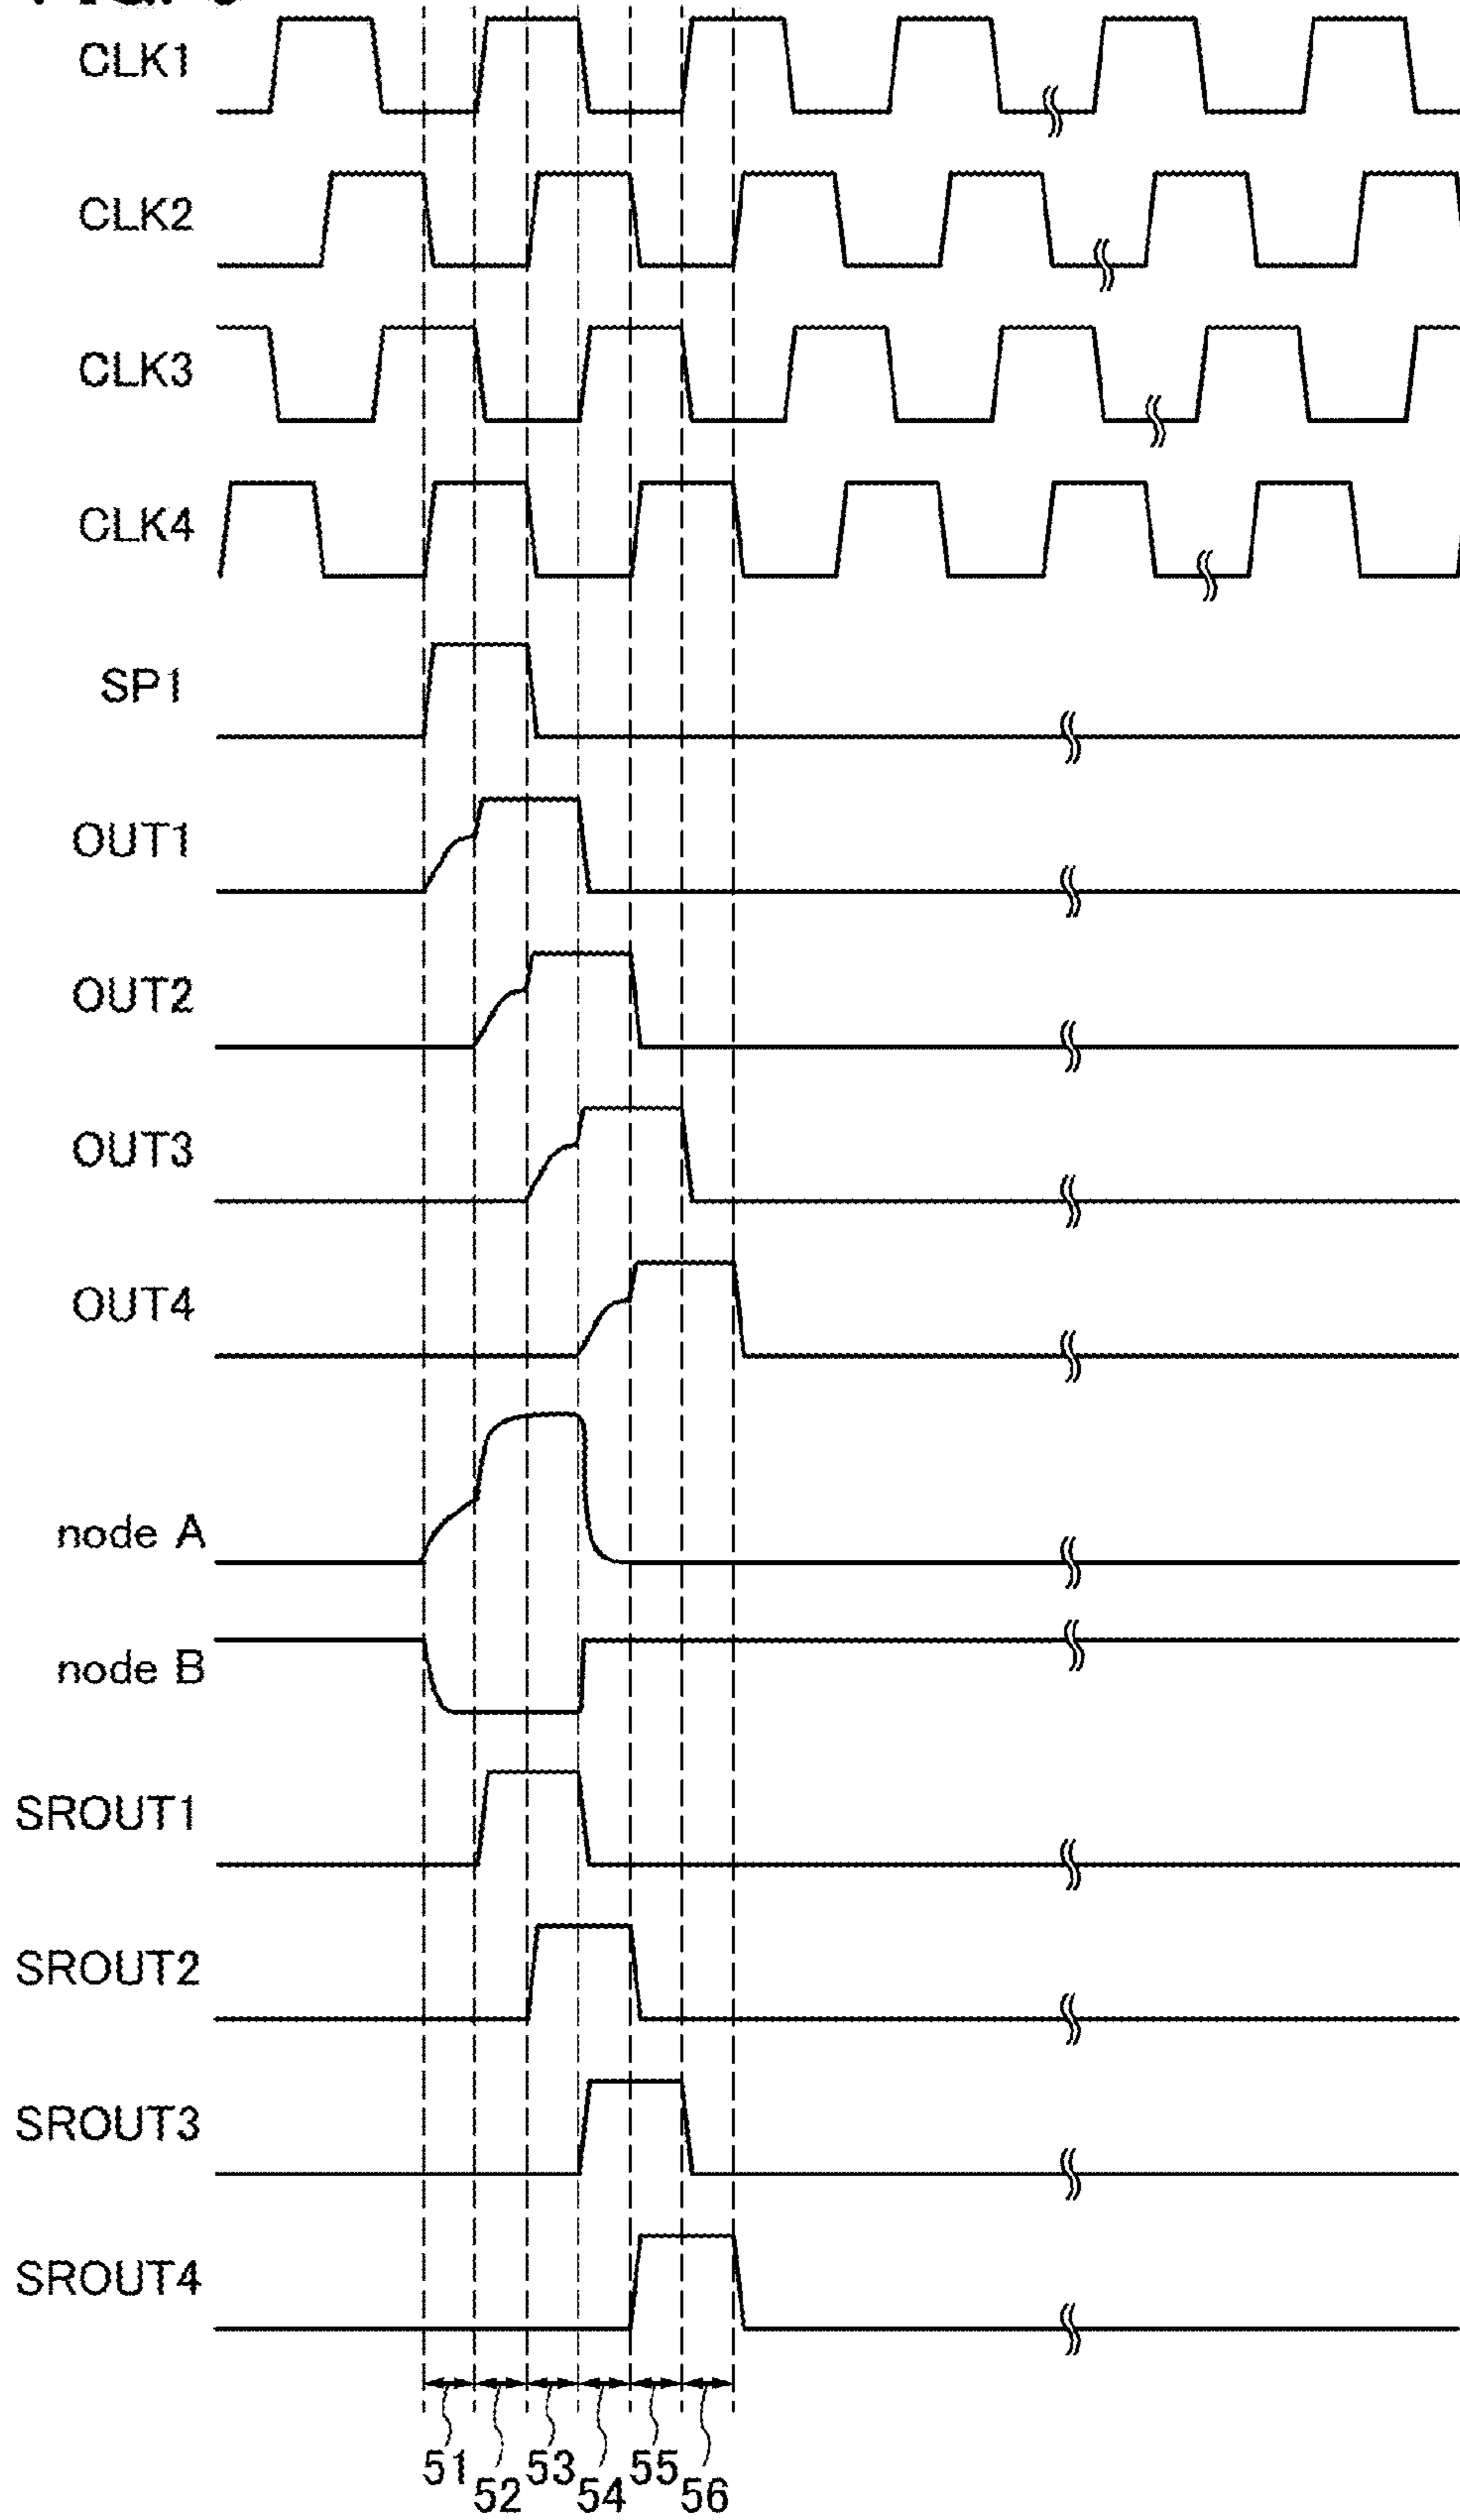 CLK1
CLK2
CLK3
CLK4
SP1
OUT1
OUT2
OUT3
OUT4
node A
node B
SROUT1
SROUT2
SROUT3
SROUT4
51 52 53 54 55 56